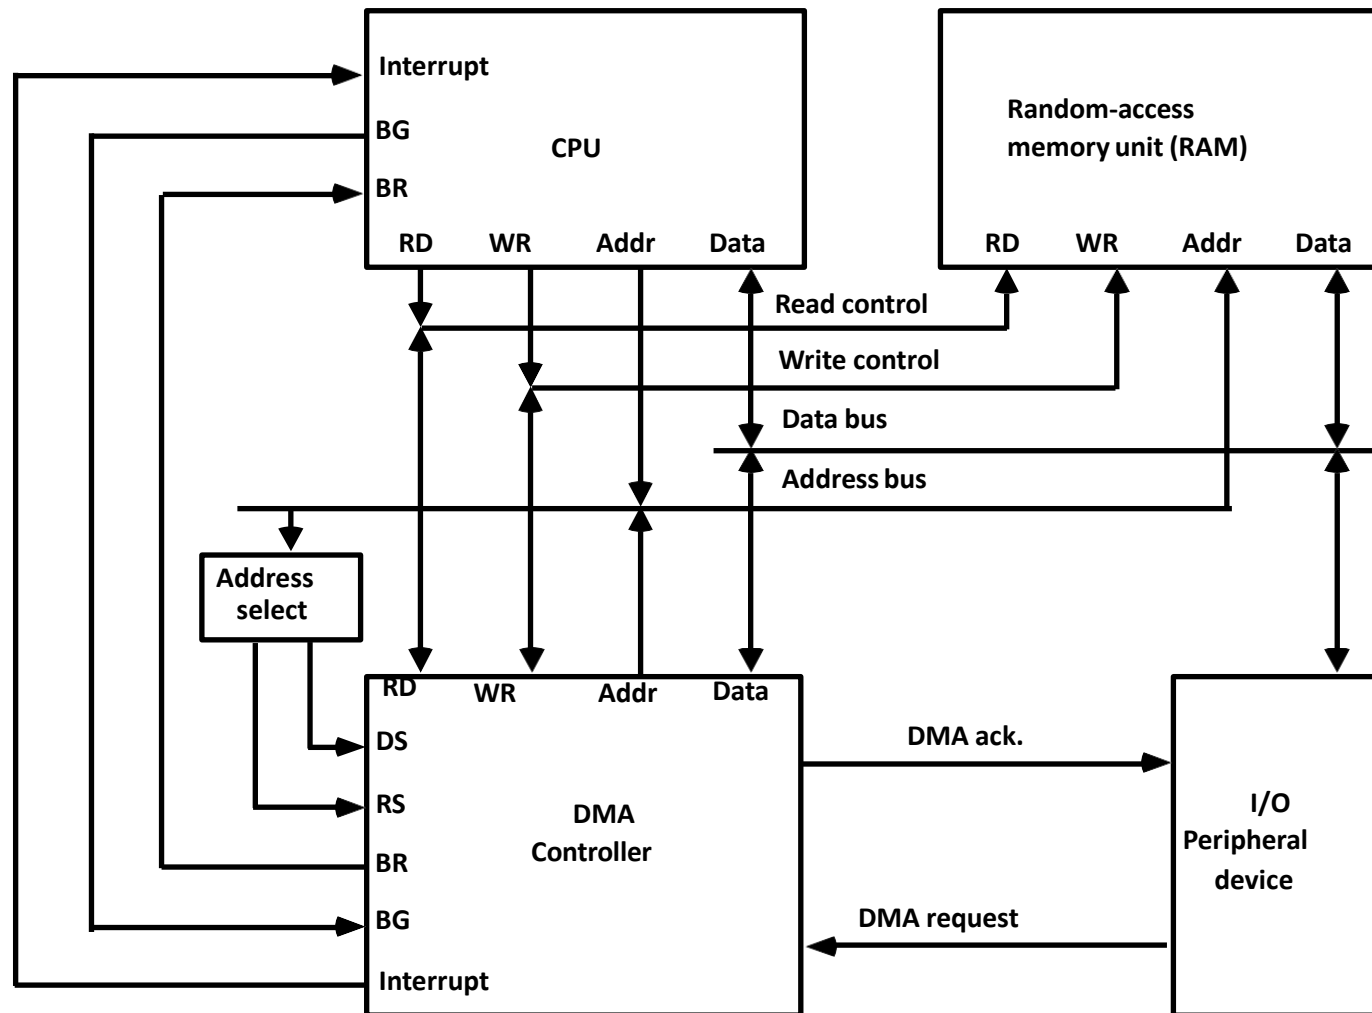 Interrupt
BG
CPU
BR
RD WR Addr Data
Random-access
memory unit (RAM)
RD WR Addr Data
Read control
Write control
Data bus
Address bus
Address
select
RD WR Addr Data
DS
RS
BR
BG
Interrupt
DMA
Controller
DMA ack.
DMA request
I/O
Peripheral
device